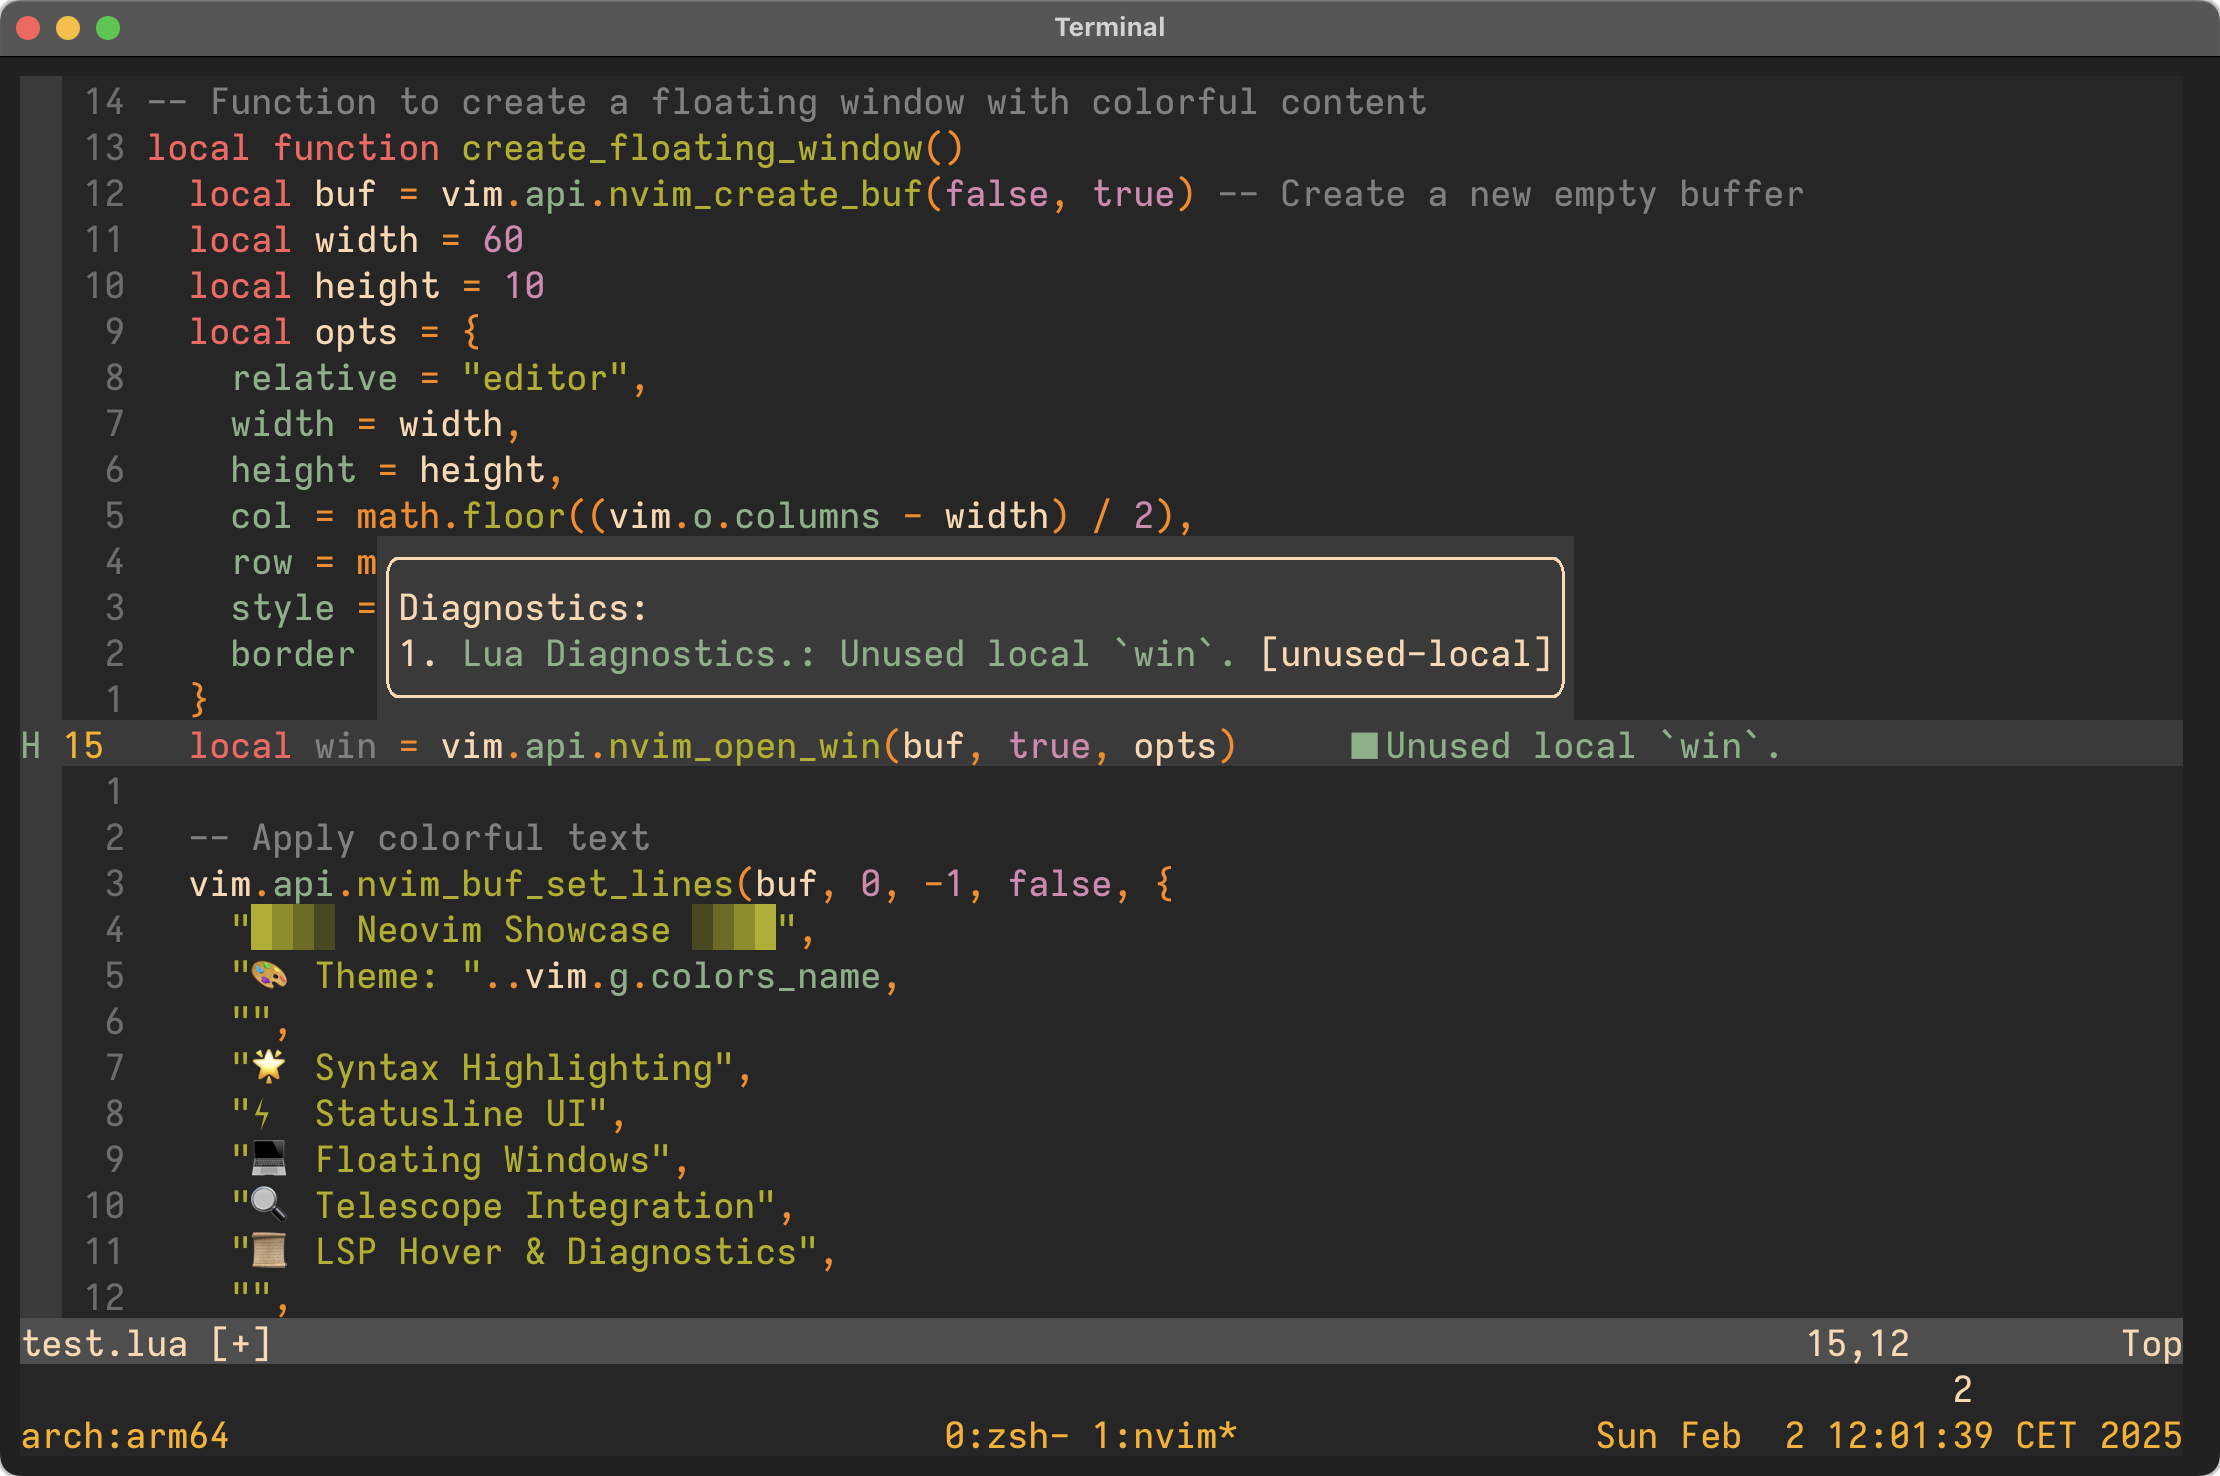 Terminal
14 -- Function to create a floating window with colorful content
13 local function create_floating_window()
12   local buf = vim.api.nvim_create_buf(false, true) -- Create a new empty buffer
11   local width = 60
10   local height = 10
9   local opts = {
8     relative = "editor",
7     width = width,
6     height = height,
5     col = math.floor((vim.o.columns - width) / 2),
4     row = m
3     style =
Diagnostics:
2     border
1. Lua Diagnostics.: Unused local `win`. [unused-local]
1   }
H 15    local win = vim.api.nvim_open_win(buf, true, opts)     ■Unused local `win`.
1
2   -- Apply colorful text
3   vim.api.nvim_buf_set_lines(buf, 0, -1, false, {
4     "█▓▒░ Neovim Showcase ░▒▓█",
5     "🎨 Theme: "..vim.g.colors_name,
6     "",
7     "🌟 Syntax Highlighting",
8     "⚡ Statusline UI",
9     "💻 Floating Windows",
10     "🔍 Telescope Integration",
11     "📜 LSP Hover & Diagnostics",
12     "",
test.lua [+]     15,12     Top
2
arch:arm64     0:zsh- 1:nvim*     Sun Feb  2 12:01:39 CET 2025